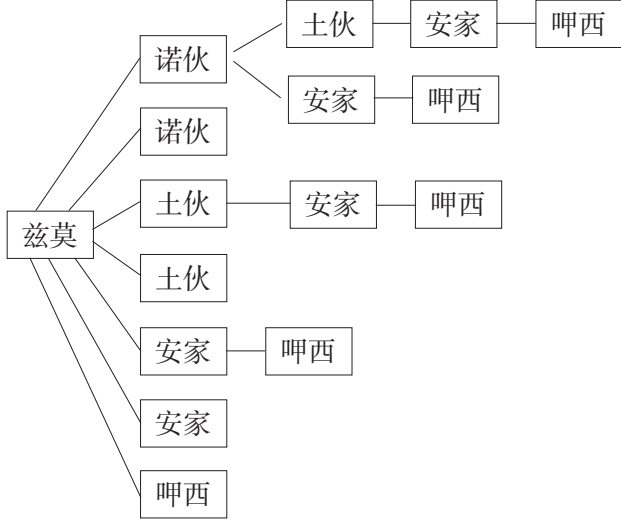 土伙 安家 呷西
诺伙
安家 呷西
诺伙
土伙 安家 呷西
兹莫
土伙
安家 呷西
安家
呷西